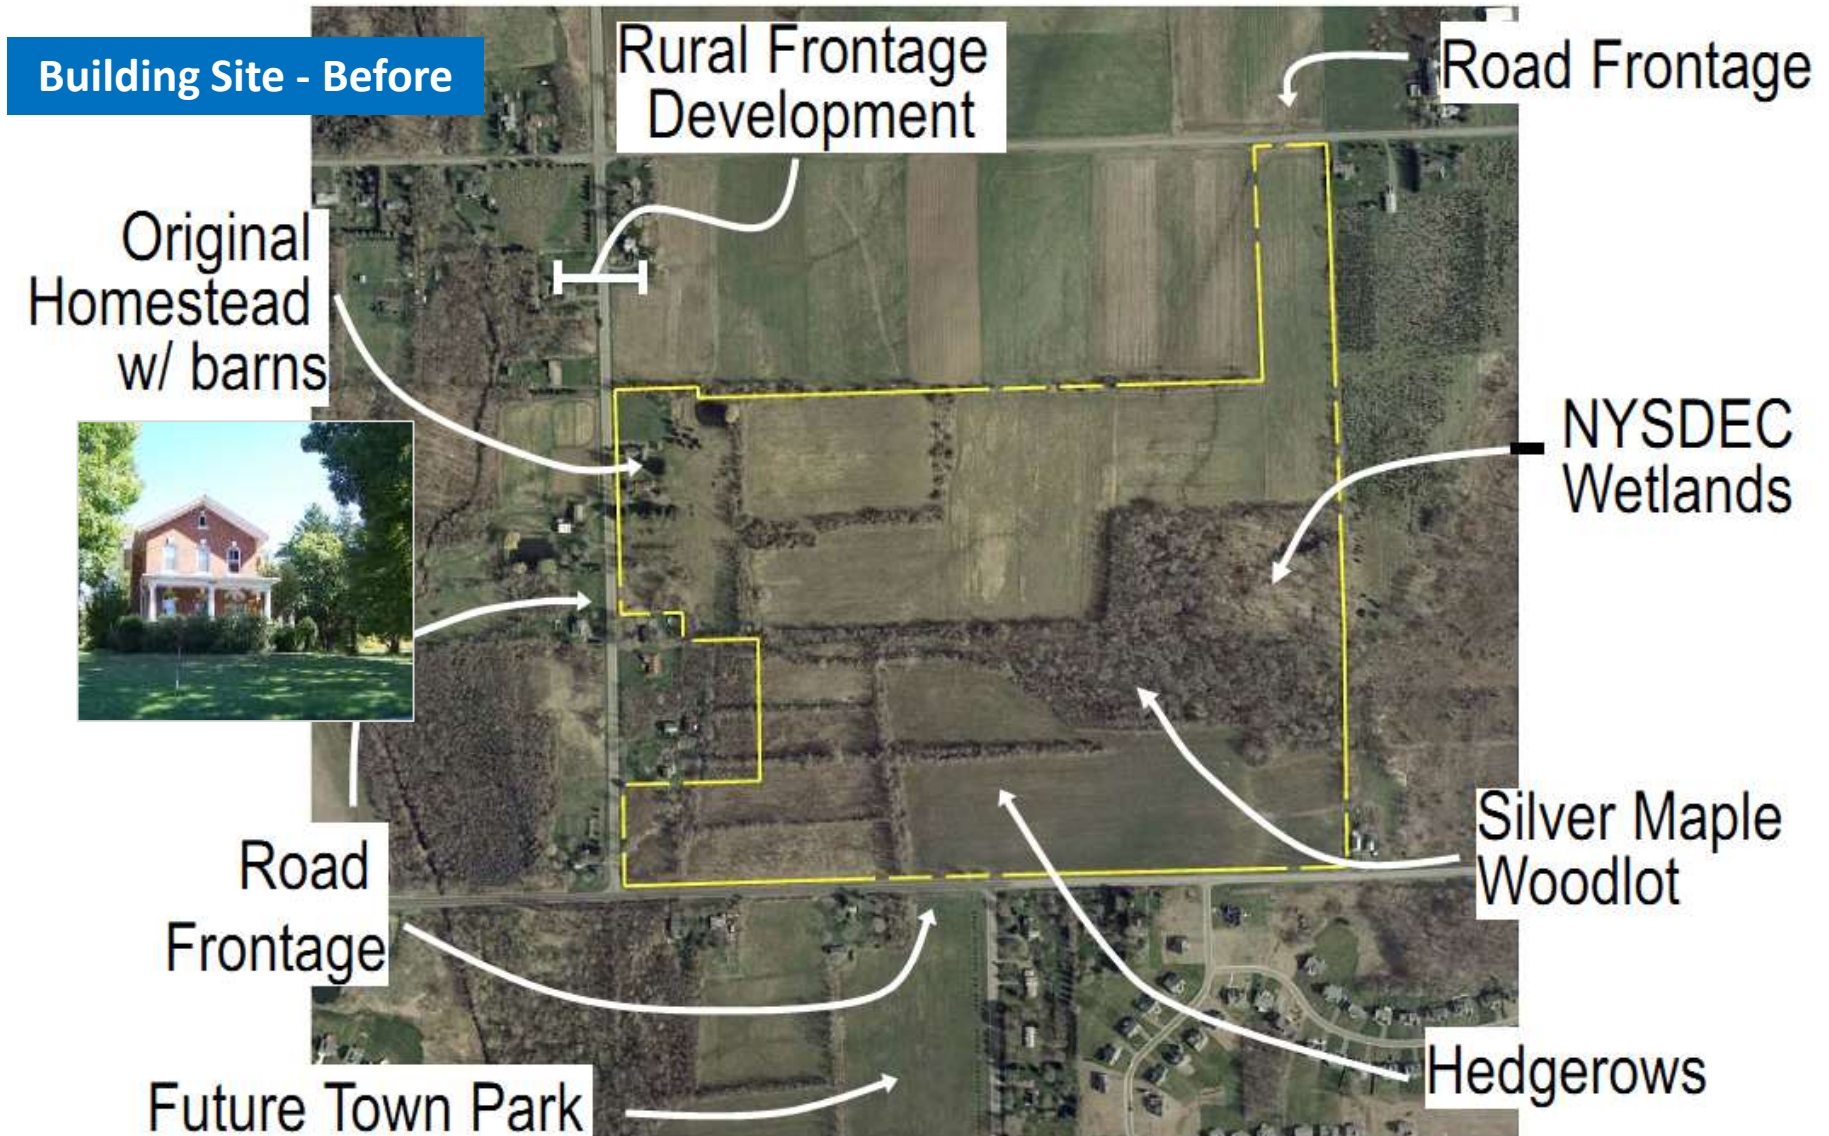 Building Site - Before
Rural Frontage
Development
Road Frontage
Original
Homestead
w/ barns
NYSDEC
Wetlands
Silver Maple
Woodlot
Road
Frontage
Hedgerows
Future Town Park